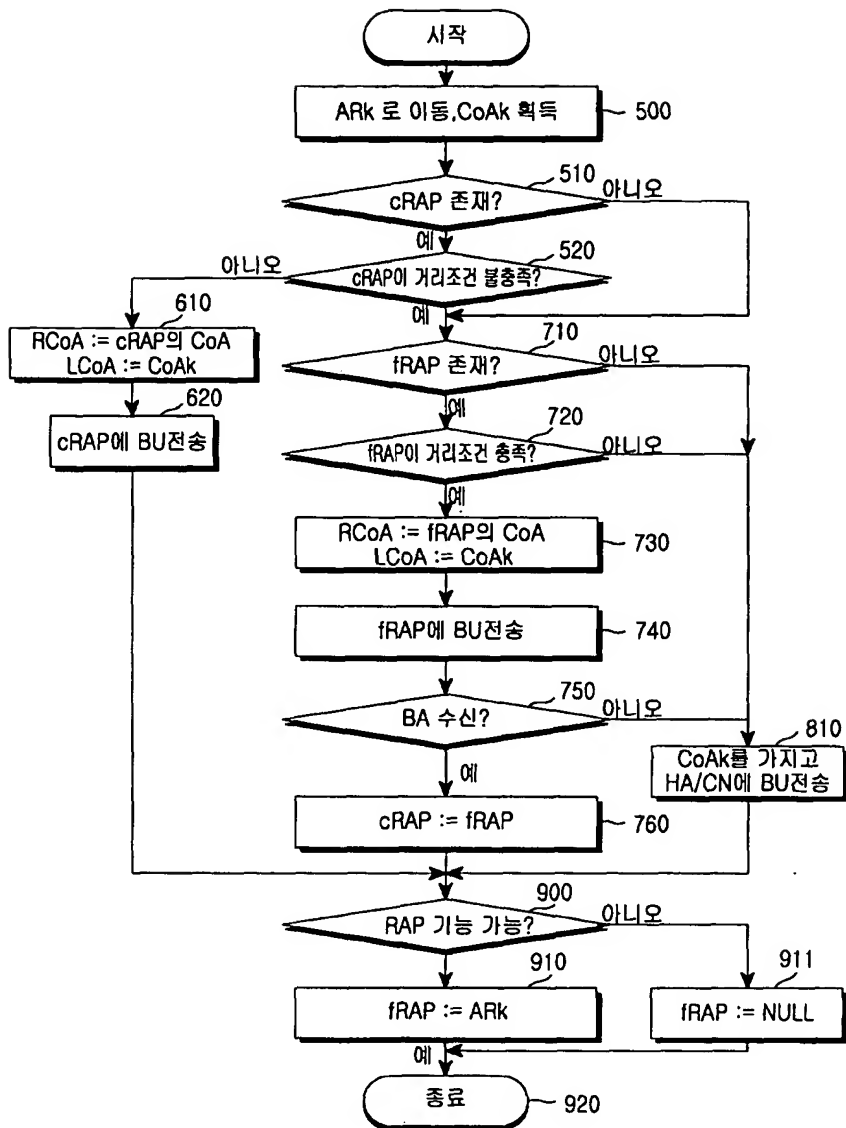 시작
ARk 로 이동,CoAk 획득
500
510
cRAP 존재?
아니오
예
520
아니오
cRAP이 거리조건 불충족?
예
610
RCoA := cRAP의 CoA
LCoA := CoAk
710
fRAP 존재?
아니오
예
620
cRAP에 BU전송
720
fRAP이 거리조건 충족?
아니오
예
RCoA := fRAP의 CoA
LCoA := CoAk
730
fRAP에 BU전송
740
750
BA 수신?
아니오
예
810
CoAk를 가지고
HA/CN에 BU전송
cRAP := fRAP
760
900
RAP 기능 가능?
아니오
910
fRAP := ARk
911
fRAP := NULL
예
종료
920